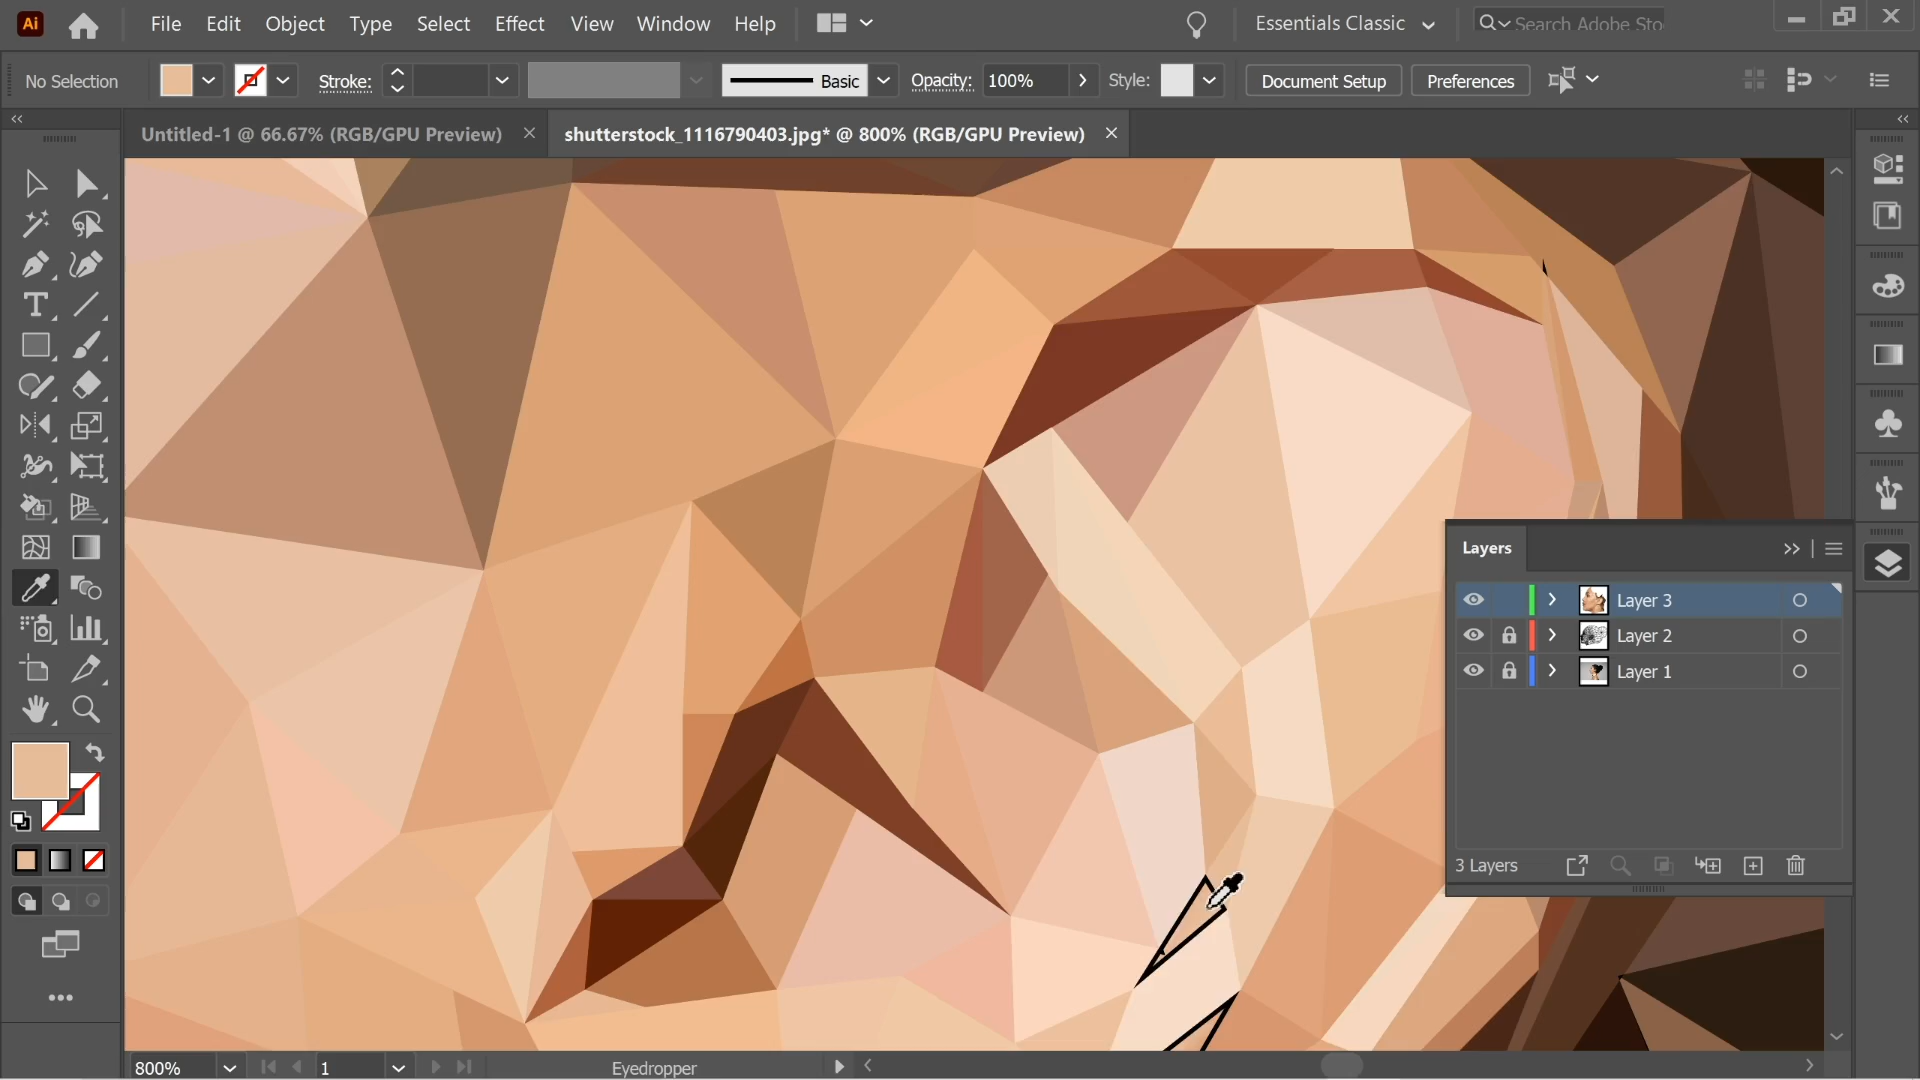 Ai File Edit Object Type Select Effect View Window Help Essentials Classic Search Adobe Sto
No Selection Stroke: Basic Opacity: 100% Style: Document Setup Preferences
Untitled-1 @ 66.67% (RGB/GPU Preview) shutterstock_1116790403.jpg* @ 800% (RGB/GPU Preview)
Layers
Layer 3
Layer 2
Layer 1
3 Layers
800% 1 Eyedropper